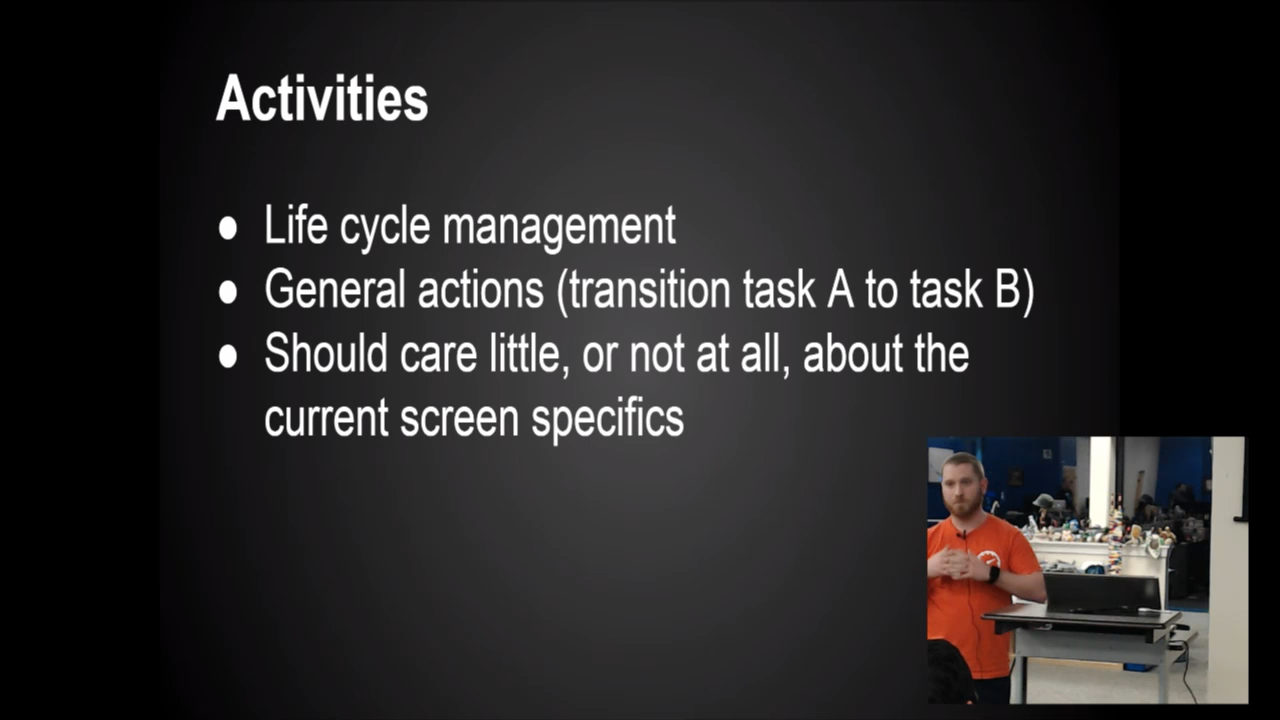 Activities
● Life cycle management
● General actions (transition task A to task B)
● Should care little, or not at all, about the
current screen specifics